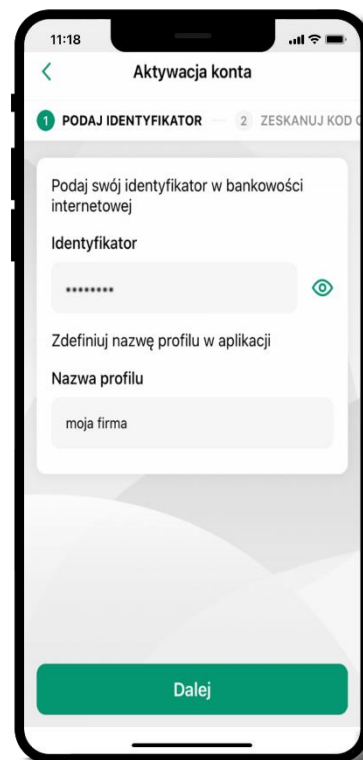 11:18
Aktywacja konta
1 PODAJ IDENTYFIKATOR 2 ZESKANUJ KOD
Podaj swój identyfikator w bankowości
internetowej
Identyfikator
••••••••
Zdefiniuj nazwę profilu w aplikacji
Nazwa profilu
moja firma
Dalej